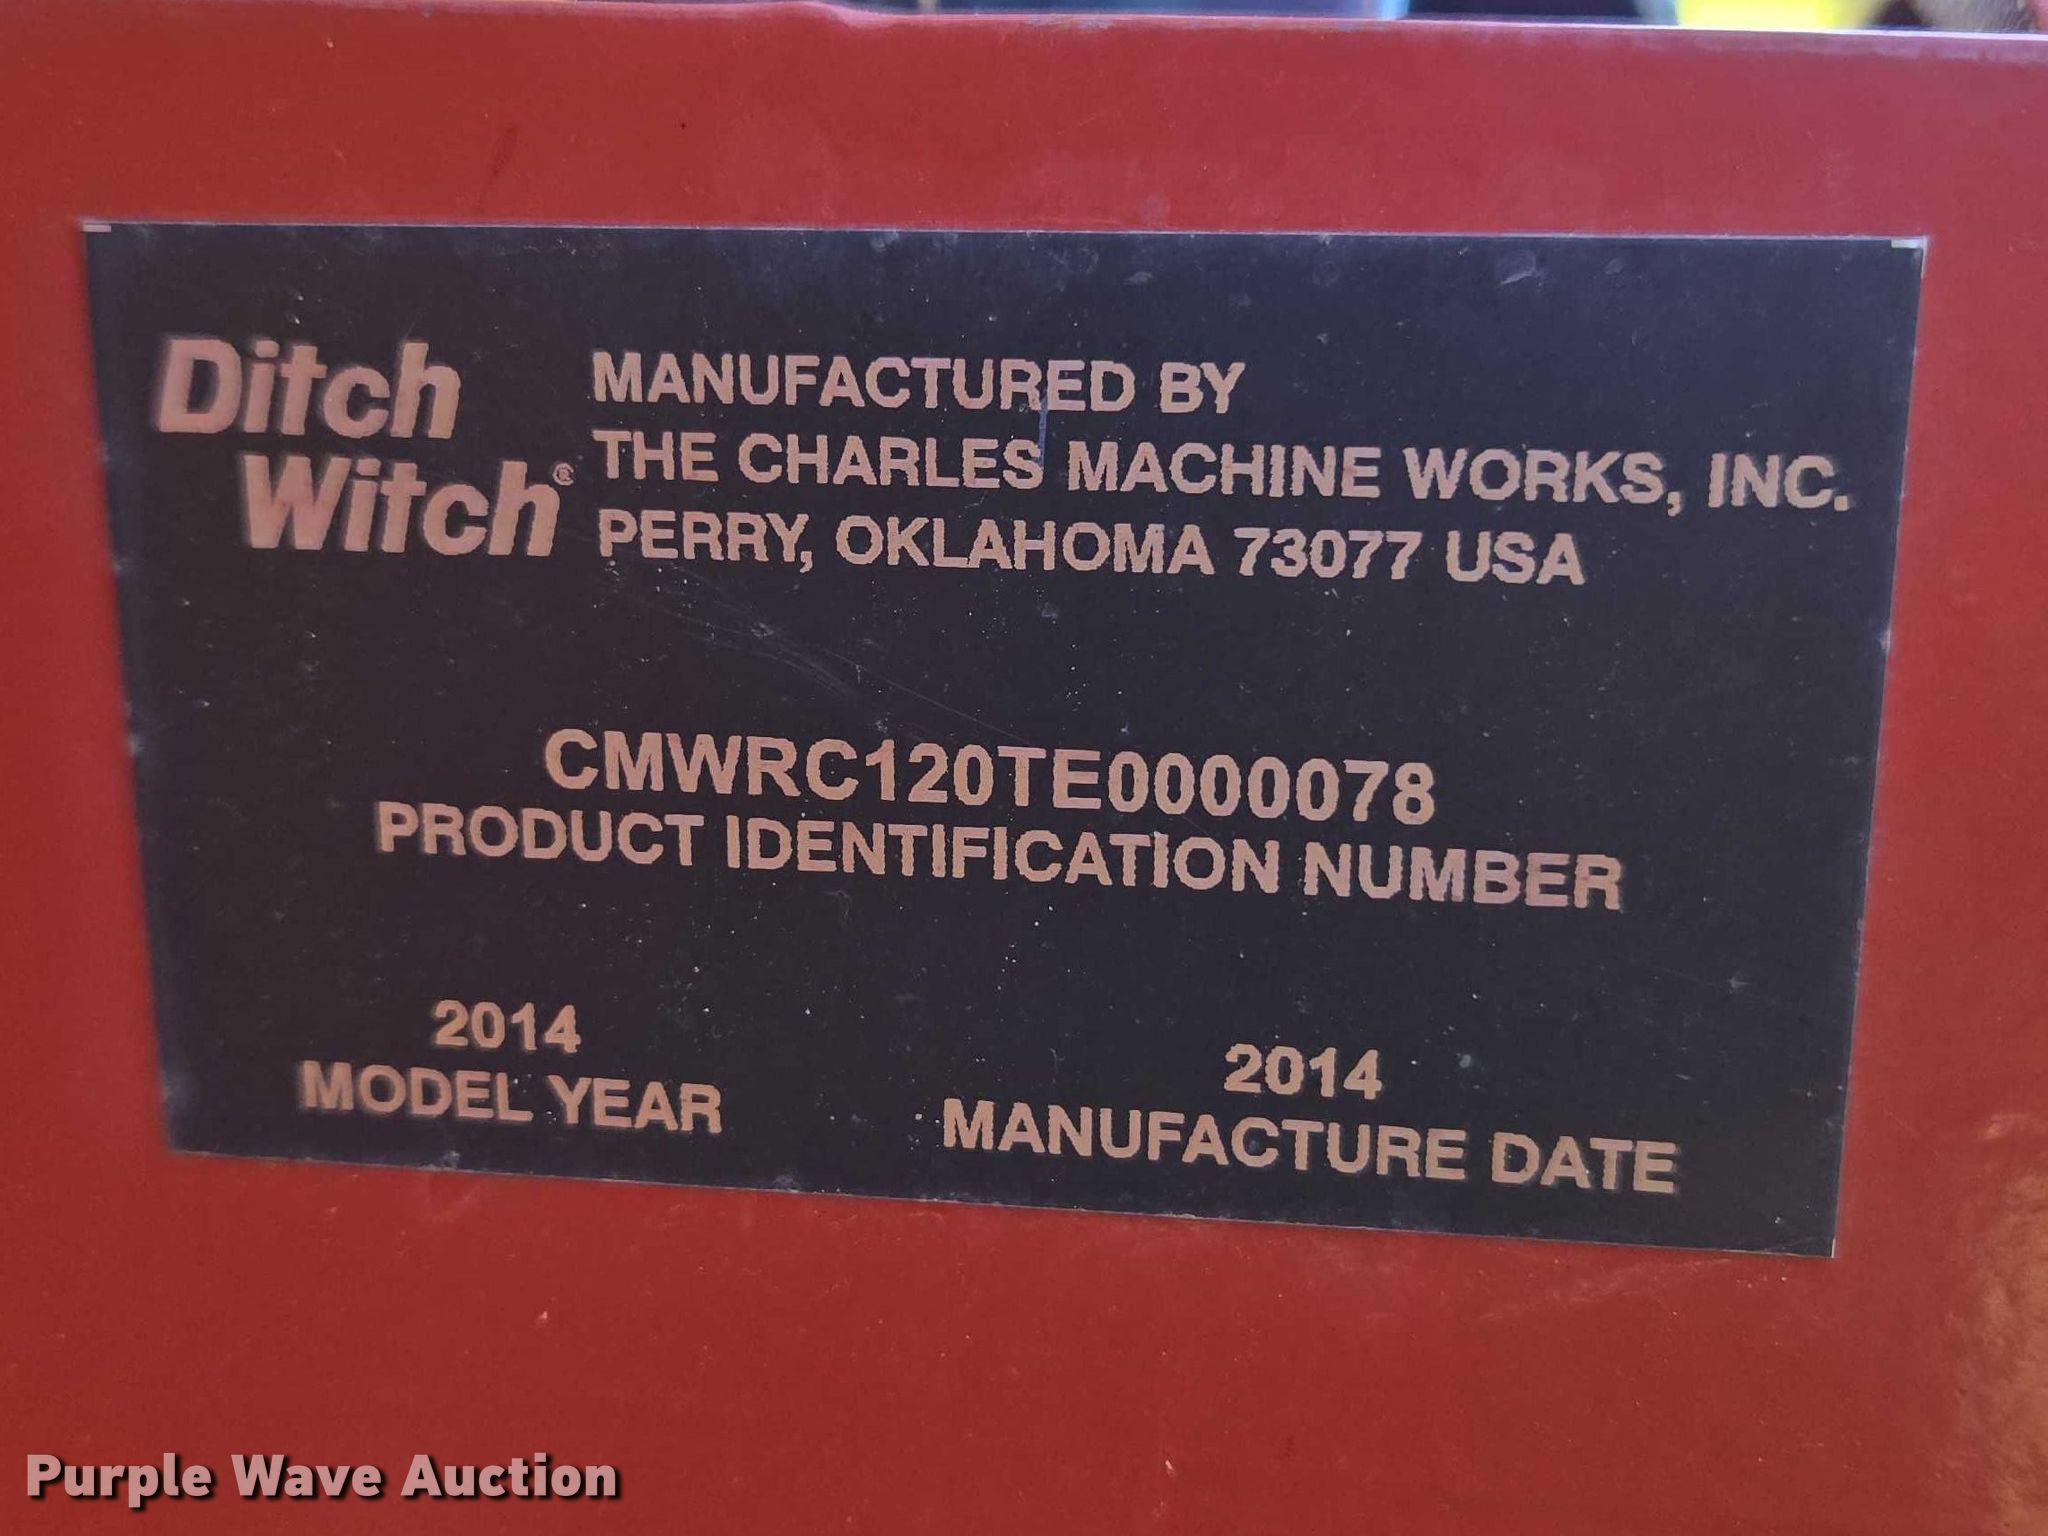 Ditch
Witch®
MANUFACTURED BY
THE CHARLES MACHINE WORKS, INC.
PERRY, OKLAHOMA 73077 USA
CMWRC120TE0000078
PRODUCT IDENTIFICATION NUMBER
2014
MODEL YEAR
2014
MANUFACTURE DATE
Purple Wave Auction